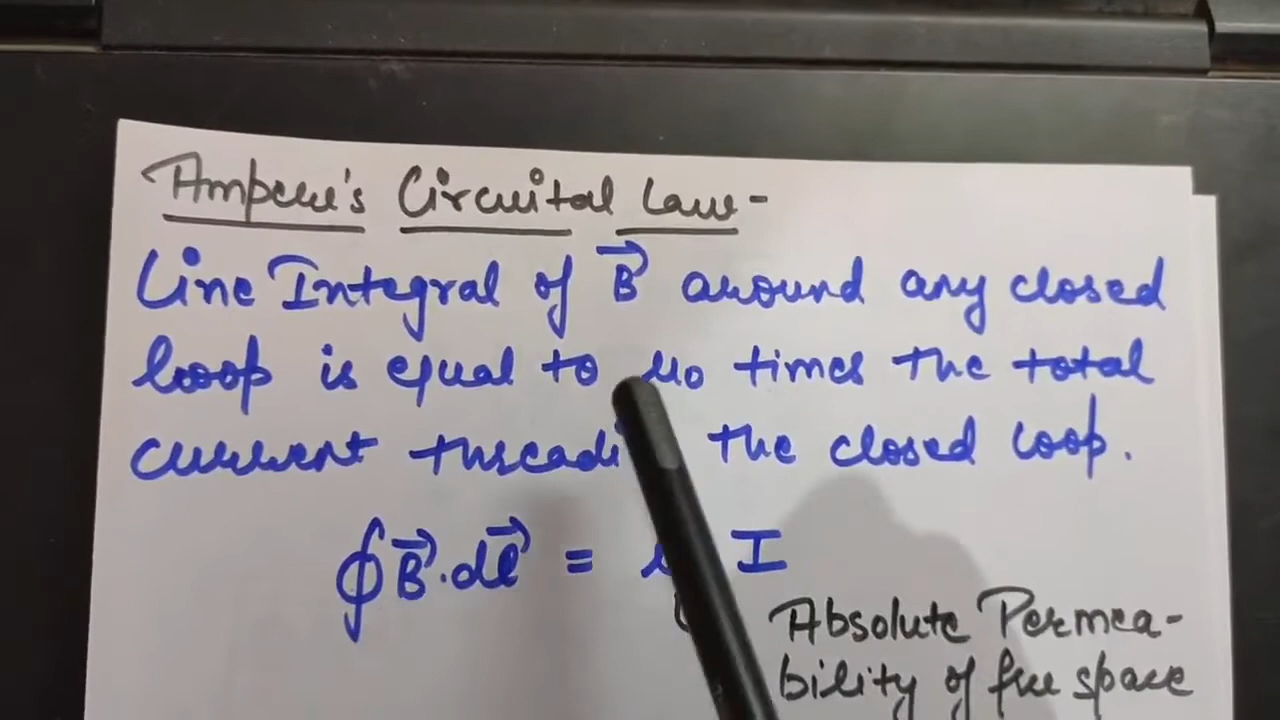 Ampere's Circuital Law-
Line Integral of B⃗ around any closed
loop is equal to μ0 times the total
current threadi the closed loop.
∮B⃗.dl⃗ = I
Absolute Permea-
bility of free space